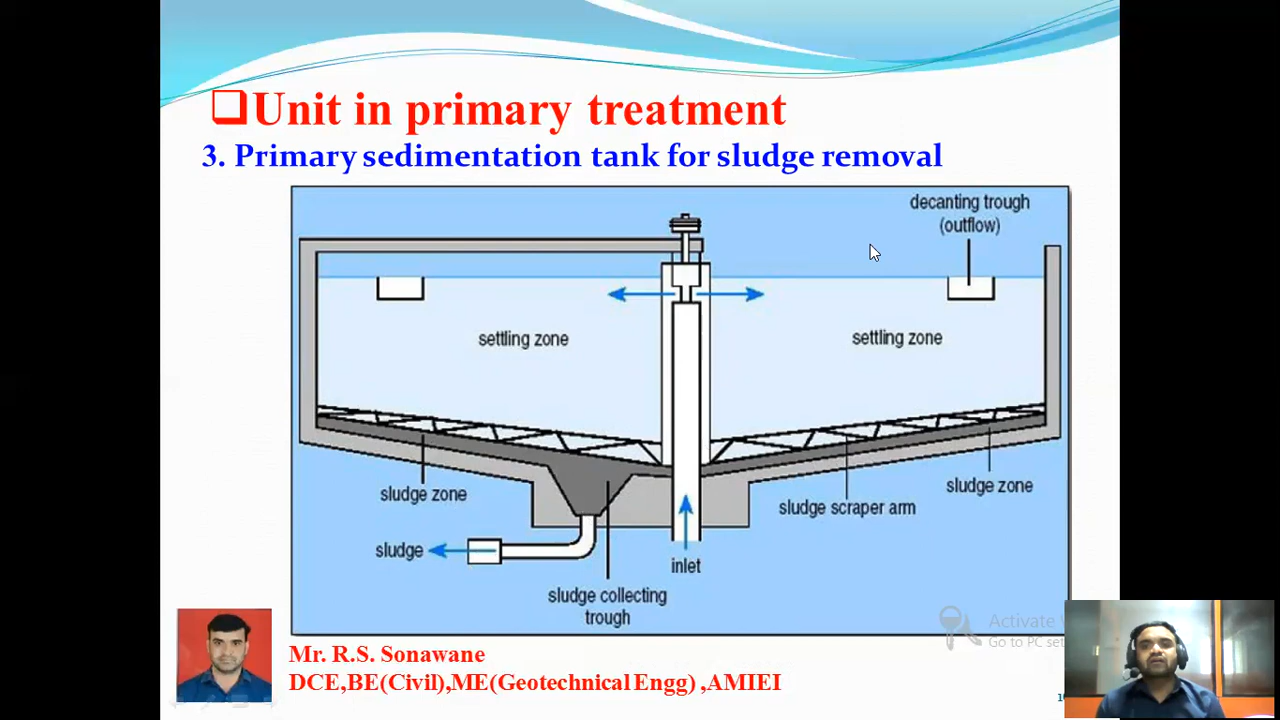 ❑Unit in primary treatment
3. Primary sedimentation tank for sludge removal
decanting trough
(outflow)
settling zone
settling zone
sludge zone
sludge zone
sludge scraper arm
sludge
inlet
sludge collecting
trough
Activate
Go to PC set
Mr. R.S. Sonawane
DCE,BE(Civil),ME(Geotechnical Engg) ,AMIEI